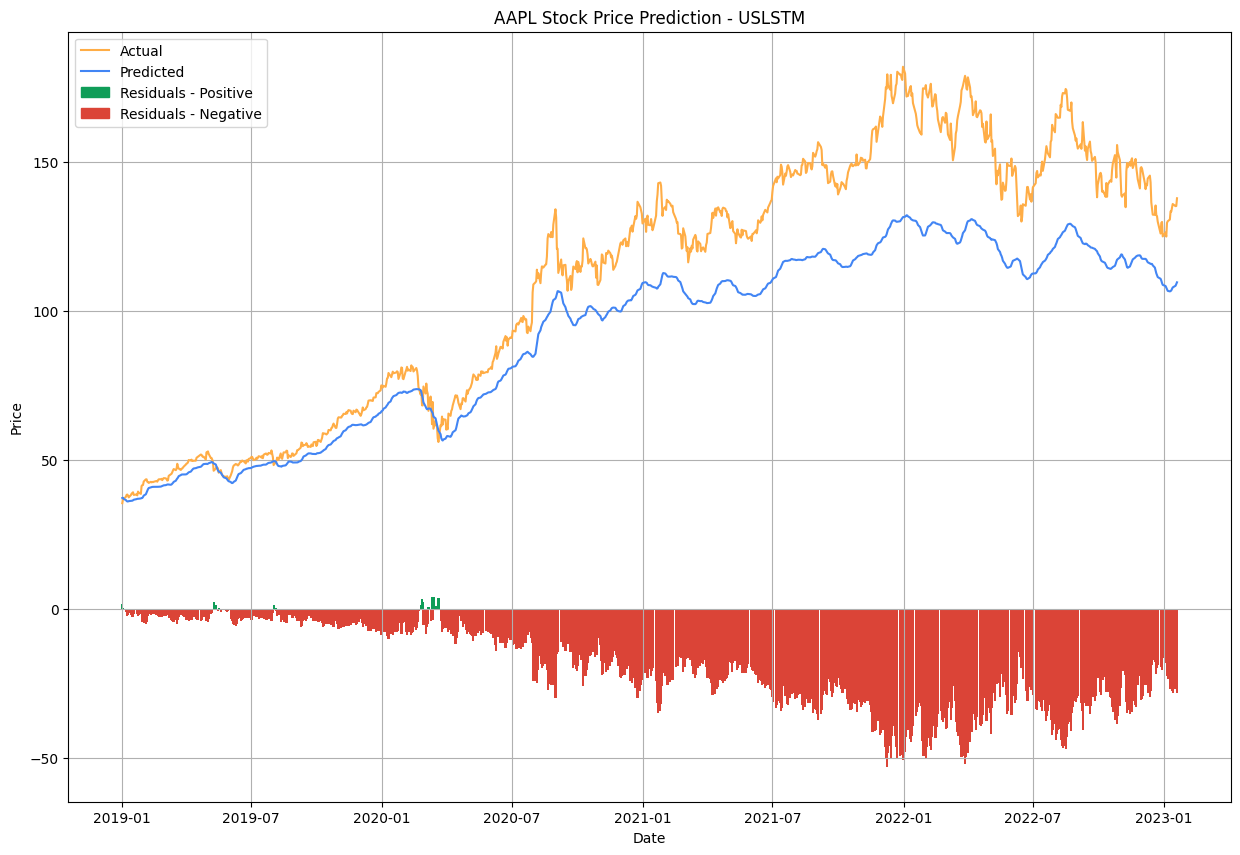 AAPL Stock Price Prediction - USLSTM
Actual
Predicted
Residuals - Positive
Residuals - Negative
Price
150
100
50
0
−50
2019-01 2019-07 2020-01 2020-07 2021-01 2021-07 2022-01 2022-07 2023-01
Date